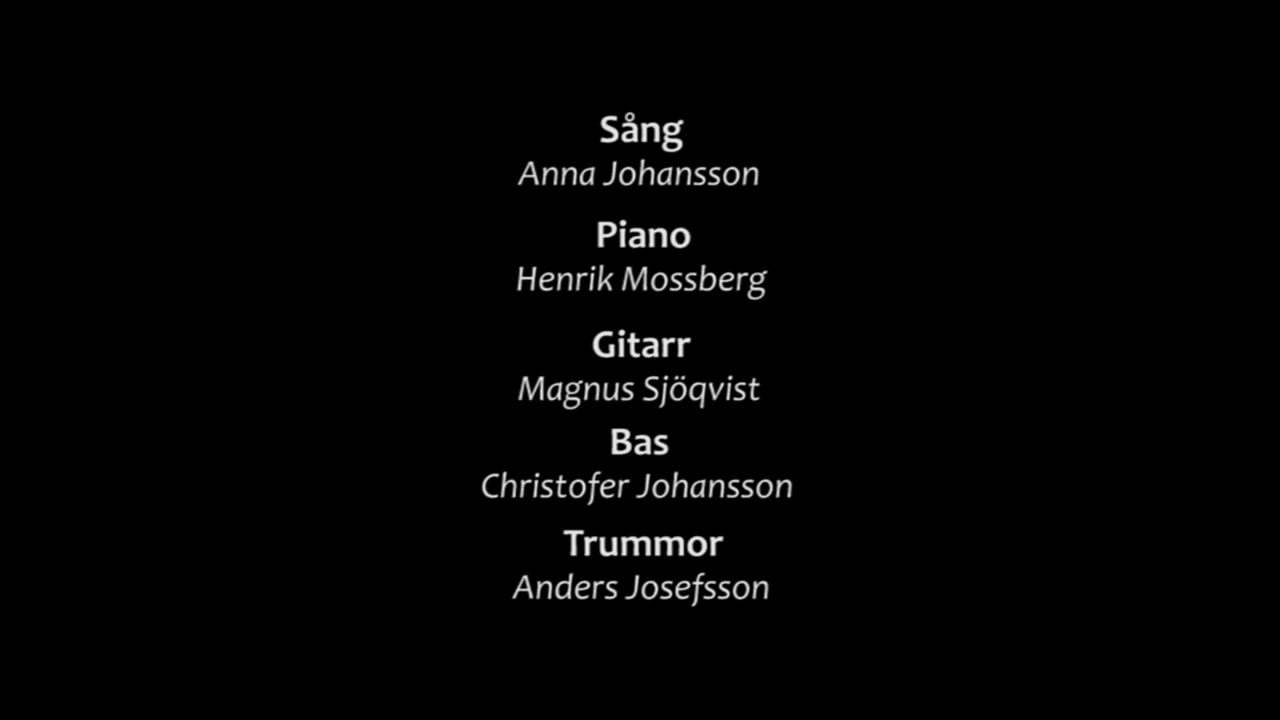 Sång
Anna Johansson
Piano
Henrik Mossberg
Gitarr
Magnus Sjöqvist
Bas
Christofer Johansson
Trummor
Anders Josefsson